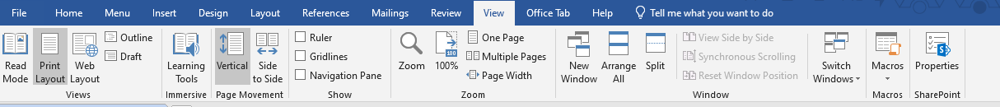 File Home Menu Insert Design Layout References Mailings Review View Office Tab Help Tell me what you want to do
Read Mode
Print Layout
Web Layout
Outline
Draft
Views
Learning Tools
Immersive
Vertical
Side to Side
Page Movement
Ruler
Gridlines
Navigation Pane
Show
Zoom
100
100%
One Page
Multiple Pages
Page Width
Zoom
New Window
Arrange All
Split
View Side by Side
Synchronous Scrolling
Reset Window Position
Switch Windows
Window
Macros
Macros
S
Properties
SharePoint